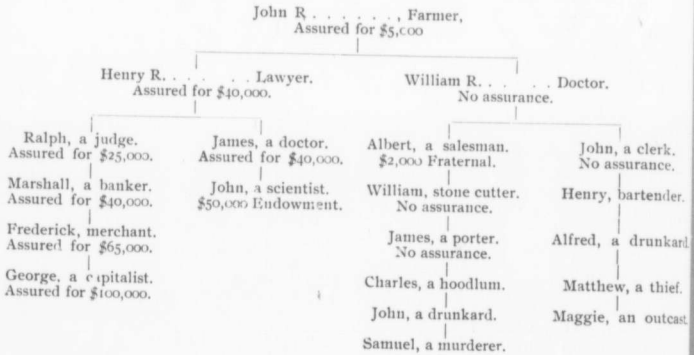 John R . . . . . . , Farmer,
Assured for $5,000
Henry R. . . . . . Lawyer.
Assured for $40,000.
William R. . . . . Doctor.
No assurance.
Ralph, a judge.
Assured for $25,000.
Marshall, a banker.
Assured for $40,000.
Frederick, merchant.
Assured for $65,000.
George, a capitalist.
Assured for $100,000.
James, a doctor.
Assured for $40,000.
John, a scientist.
$50,000 Endowment.
Albert, a salesman.
$2,000 Fraternal.
William, stone cutter.
No assurance.
James, a porter.
No assurance.
Charles, a hoodlum.
John, a drunkard.
Samuel, a murderer.
John, a clerk.
No assurance.
Henry, bartender.
Alfred, a drunkard
Matthew, a thief.
Maggie, an outcast